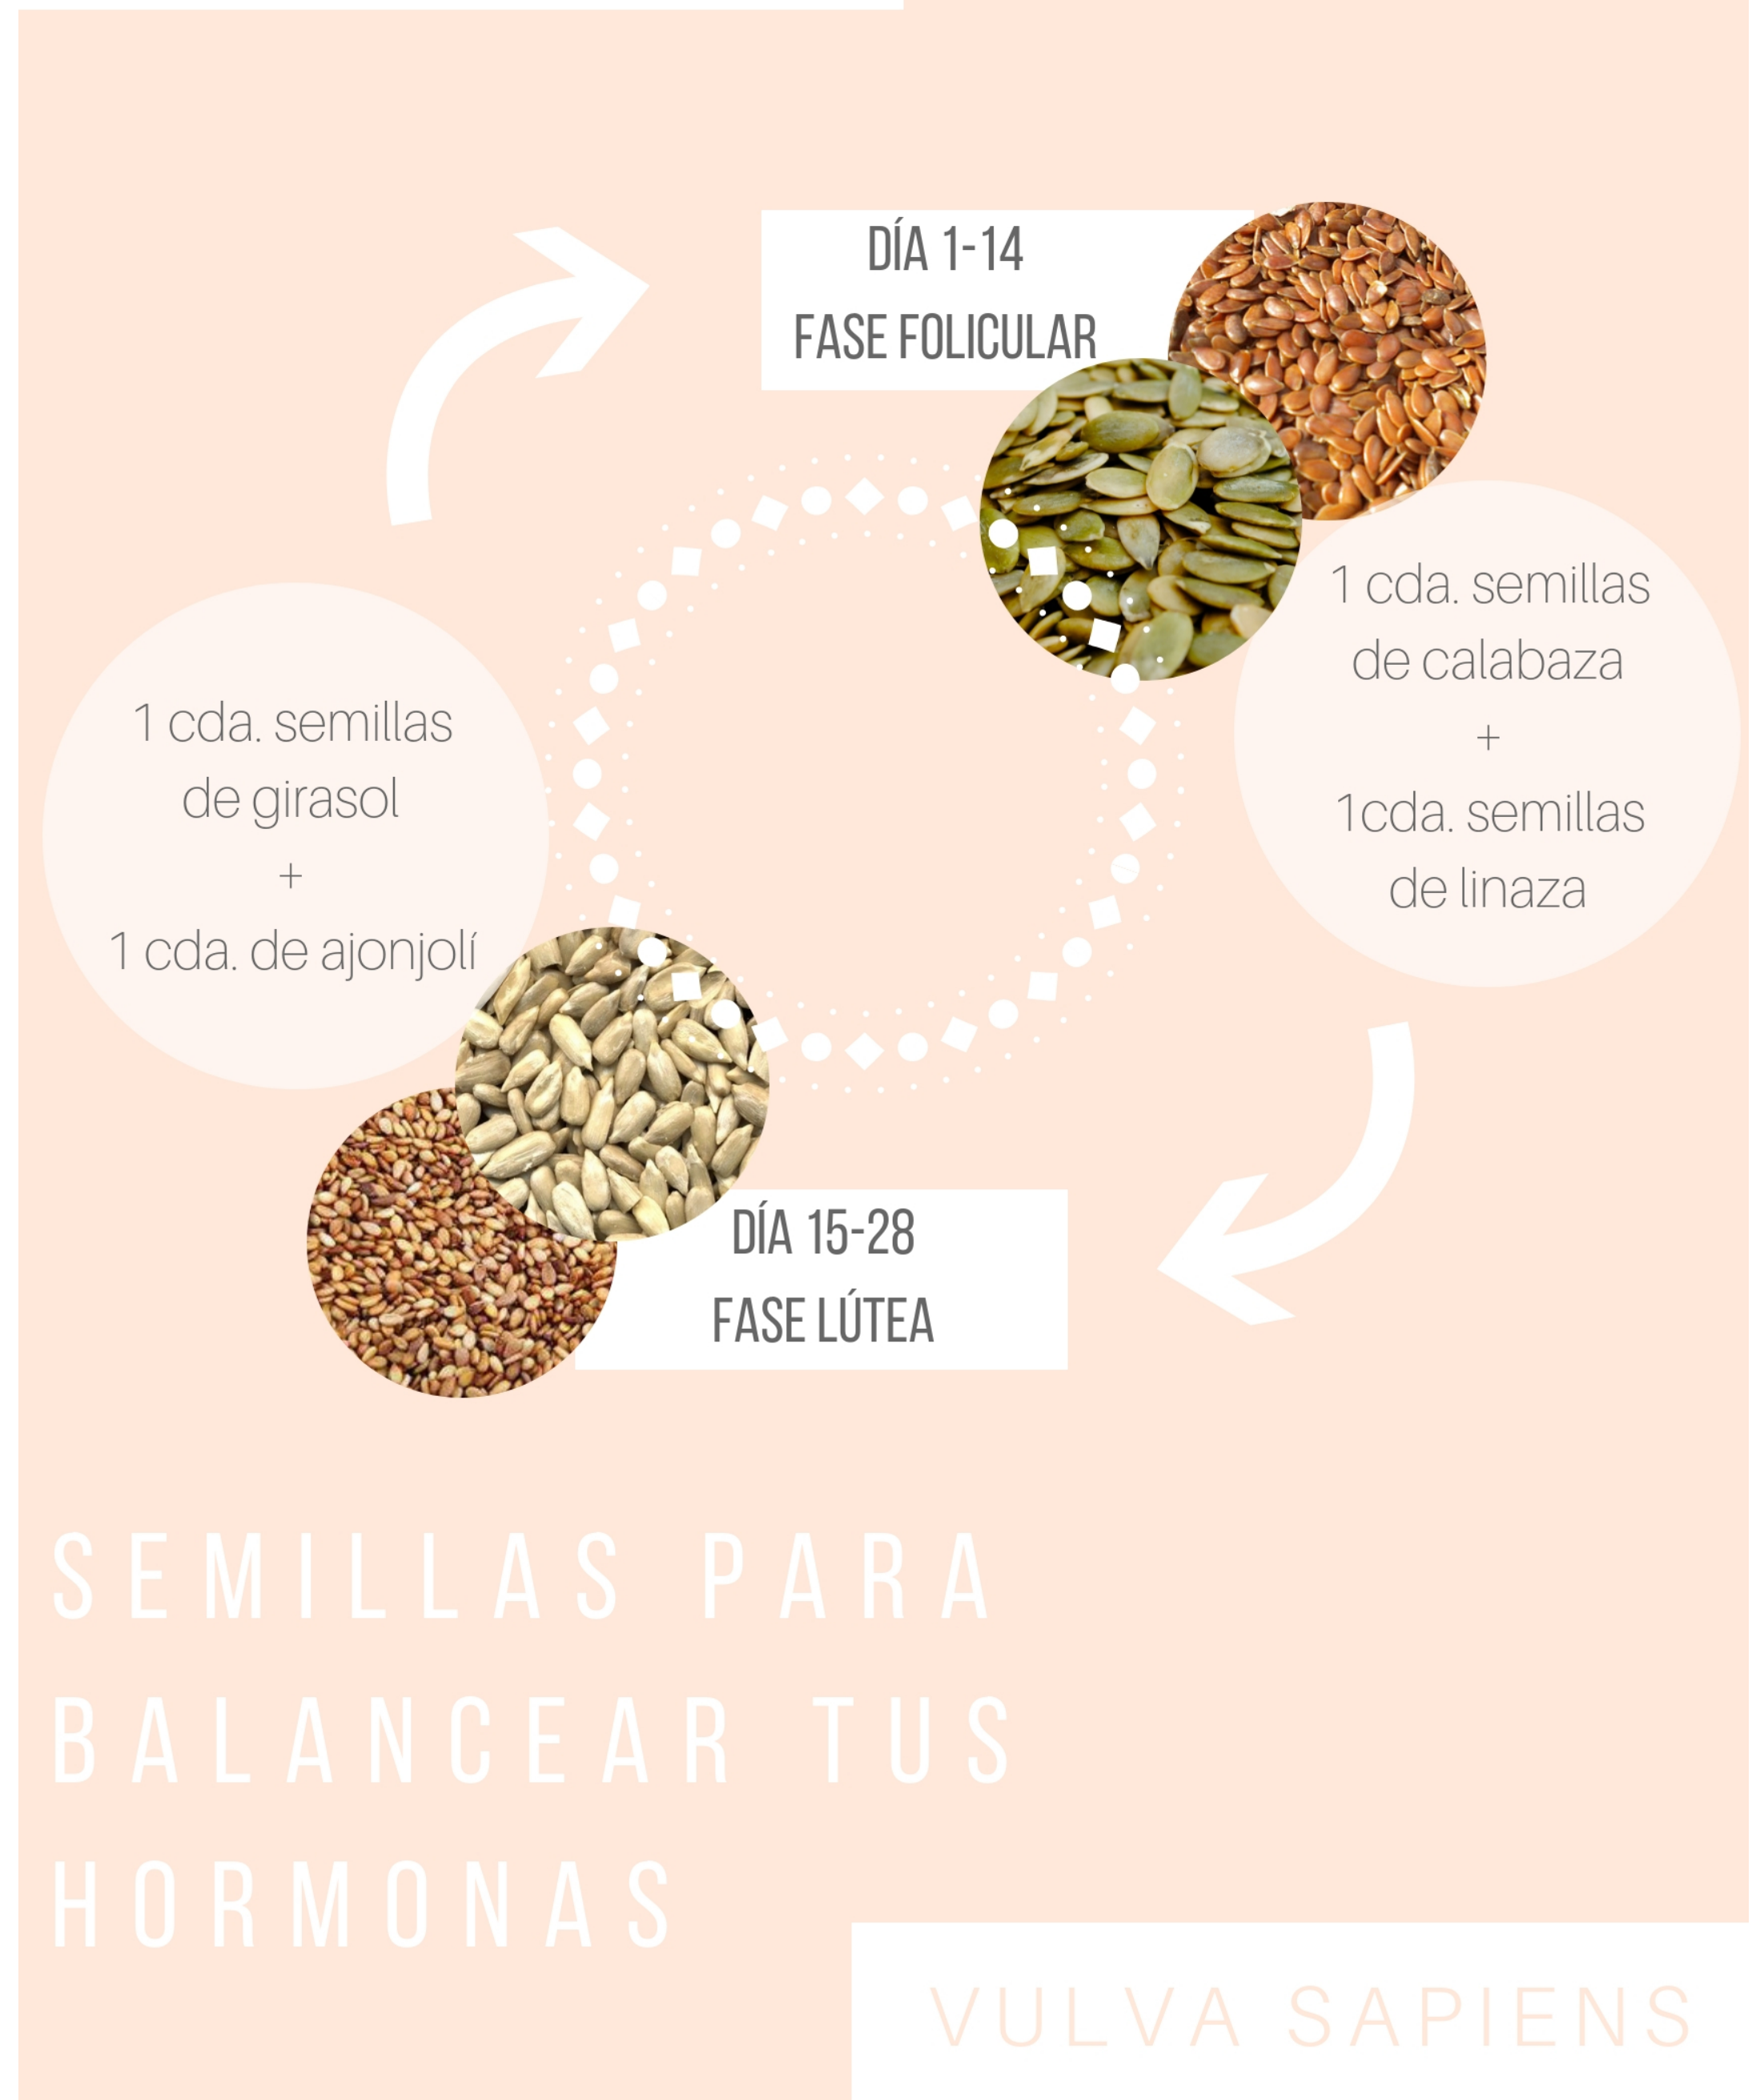 DÍA 1-14
FASE FOLICULAR
1 cda. semillas
de calabaza
+
1cda. semillas
de linaza
1 cda. semillas
de girasol
+
1 cda. de ajonjolí
DÍA 15-28
FASE LÚTEA
SEMILLAS PARA
BALANCEAR TUS
HORMONAS
VULVA SAPIENS